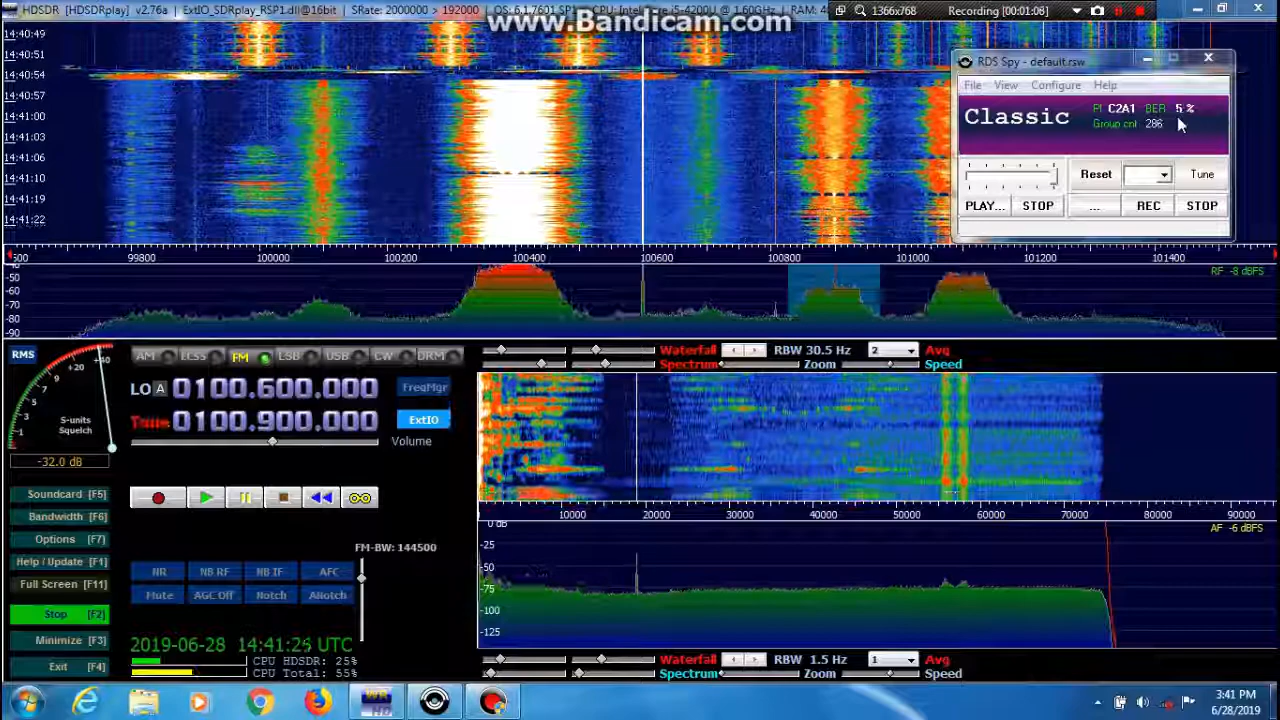 HDSDR [HDSDRplay] v2.76a | ExtIO_SDRplay_RSP1.dll@16bit | SRate: 2000000 > 192000
www.Bandicam.com
1366x768 Recording [00:01:08]
14:40:49
14:40:51
14:40:54
14:40:57
14:41:00
14:41:03
14:41:06
14:41:10
14:41:19
14:41:22
RDS Spy - default.rsw
File View Configure Help
Classic
PI C2A1 BER 5 %
Group cnt 286
Reset Tune
PLAY... STOP ... REC STOP
500 99800 100000 100200 100400 100600 100800 101000 101200 101400
RF -8 dBFS
-50
-60
-70
-80
-90
RMS
+40
+20
9
7
5
3
1
S-units
Squelch
-32.0 dB
AM ECSS FM LSB USB CW DRM
LO A 0100.600.000 FreqMgr
Tune 0100.900.000 ExtIO
Volume
Waterfall RBW 30.5 Hz 2 Avg
Spectrum Zoom Speed
Soundcard [F5]
Bandwidth [F6]
Options [F7]
Help / Update [F1]
Full Screen [F11]
Stop [F2]
Minimize [F3]
Exit [F4]
FM-BW: 144500
NR NB RF NB IF AFC
Mute AGC Off Notch ANotch
2019-06-28 14:41:26 UTC
CPU HDSDR: 25%
CPU Total: 55%
10000 20000 30000 40000 50000 60000 70000 80000 90000
0 dB
AF -6 dBFS
-25
-50
-75
-100
-125
Waterfall RBW 1.5 Hz 1 Avg
Spectrum Zoom Speed
3:41 PM
6/28/2019